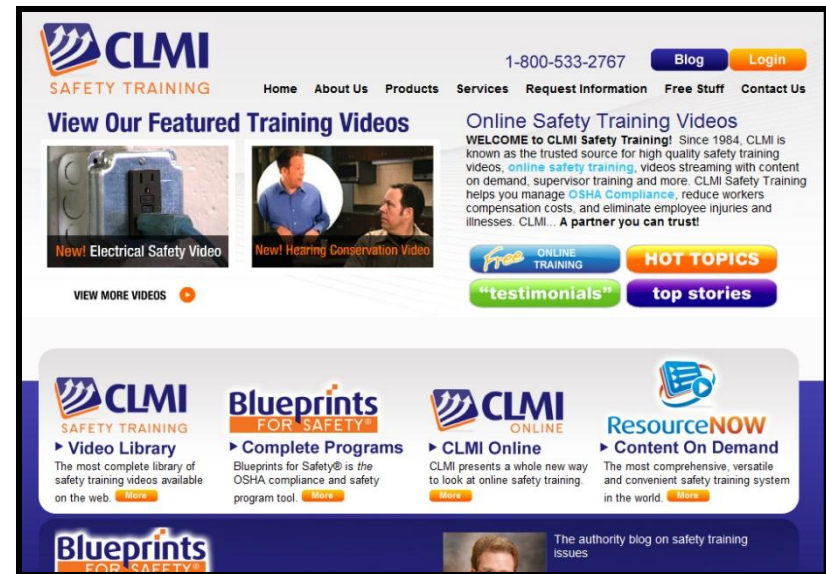 CLMI
SAFETY TRAINING
1-800-533-2767
Blog
Login
Home About Us Products Services Request Information Free Stuff Contact Us
View Our Featured Training Videos
New! Electrical Safety Video
New! Hearing Conservation Video
VIEW MORE VIDEOS
Online Safety Training Videos
WELCOME to CLMI Safety Training! Since 1984, CLMI is
known as the trusted source for high quality safety training
videos, online safety training, videos streaming with content
on demand, supervisor training and more. CLMI Safety Training
helps you manage OSHA Compliance, reduce workers
compensation costs, and eliminate employee injuries and
illnesses. CLMI... A partner you can trust!
Free ONLINE
TRAINING
HOT TOPICS
“testimonials”
top stories
CLMI
SAFETY TRAINING
Video Library
The most complete library of
safety training videos available
on the web. More
Blueprints
FOR SAFETY®
Complete Programs
Blueprints for Safety® is the
OSHA compliance and safety
program tool. More
CLMI
ONLINE
CLMI Online
CLMI presents a whole new way
to look at online safety training.
More
ResourceNOW
Content On Demand
The most comprehensive, versatile
and convenient safety training system
in the world. More
Blueprints
FOR SAFETY®
The authority blog on safety training
issues